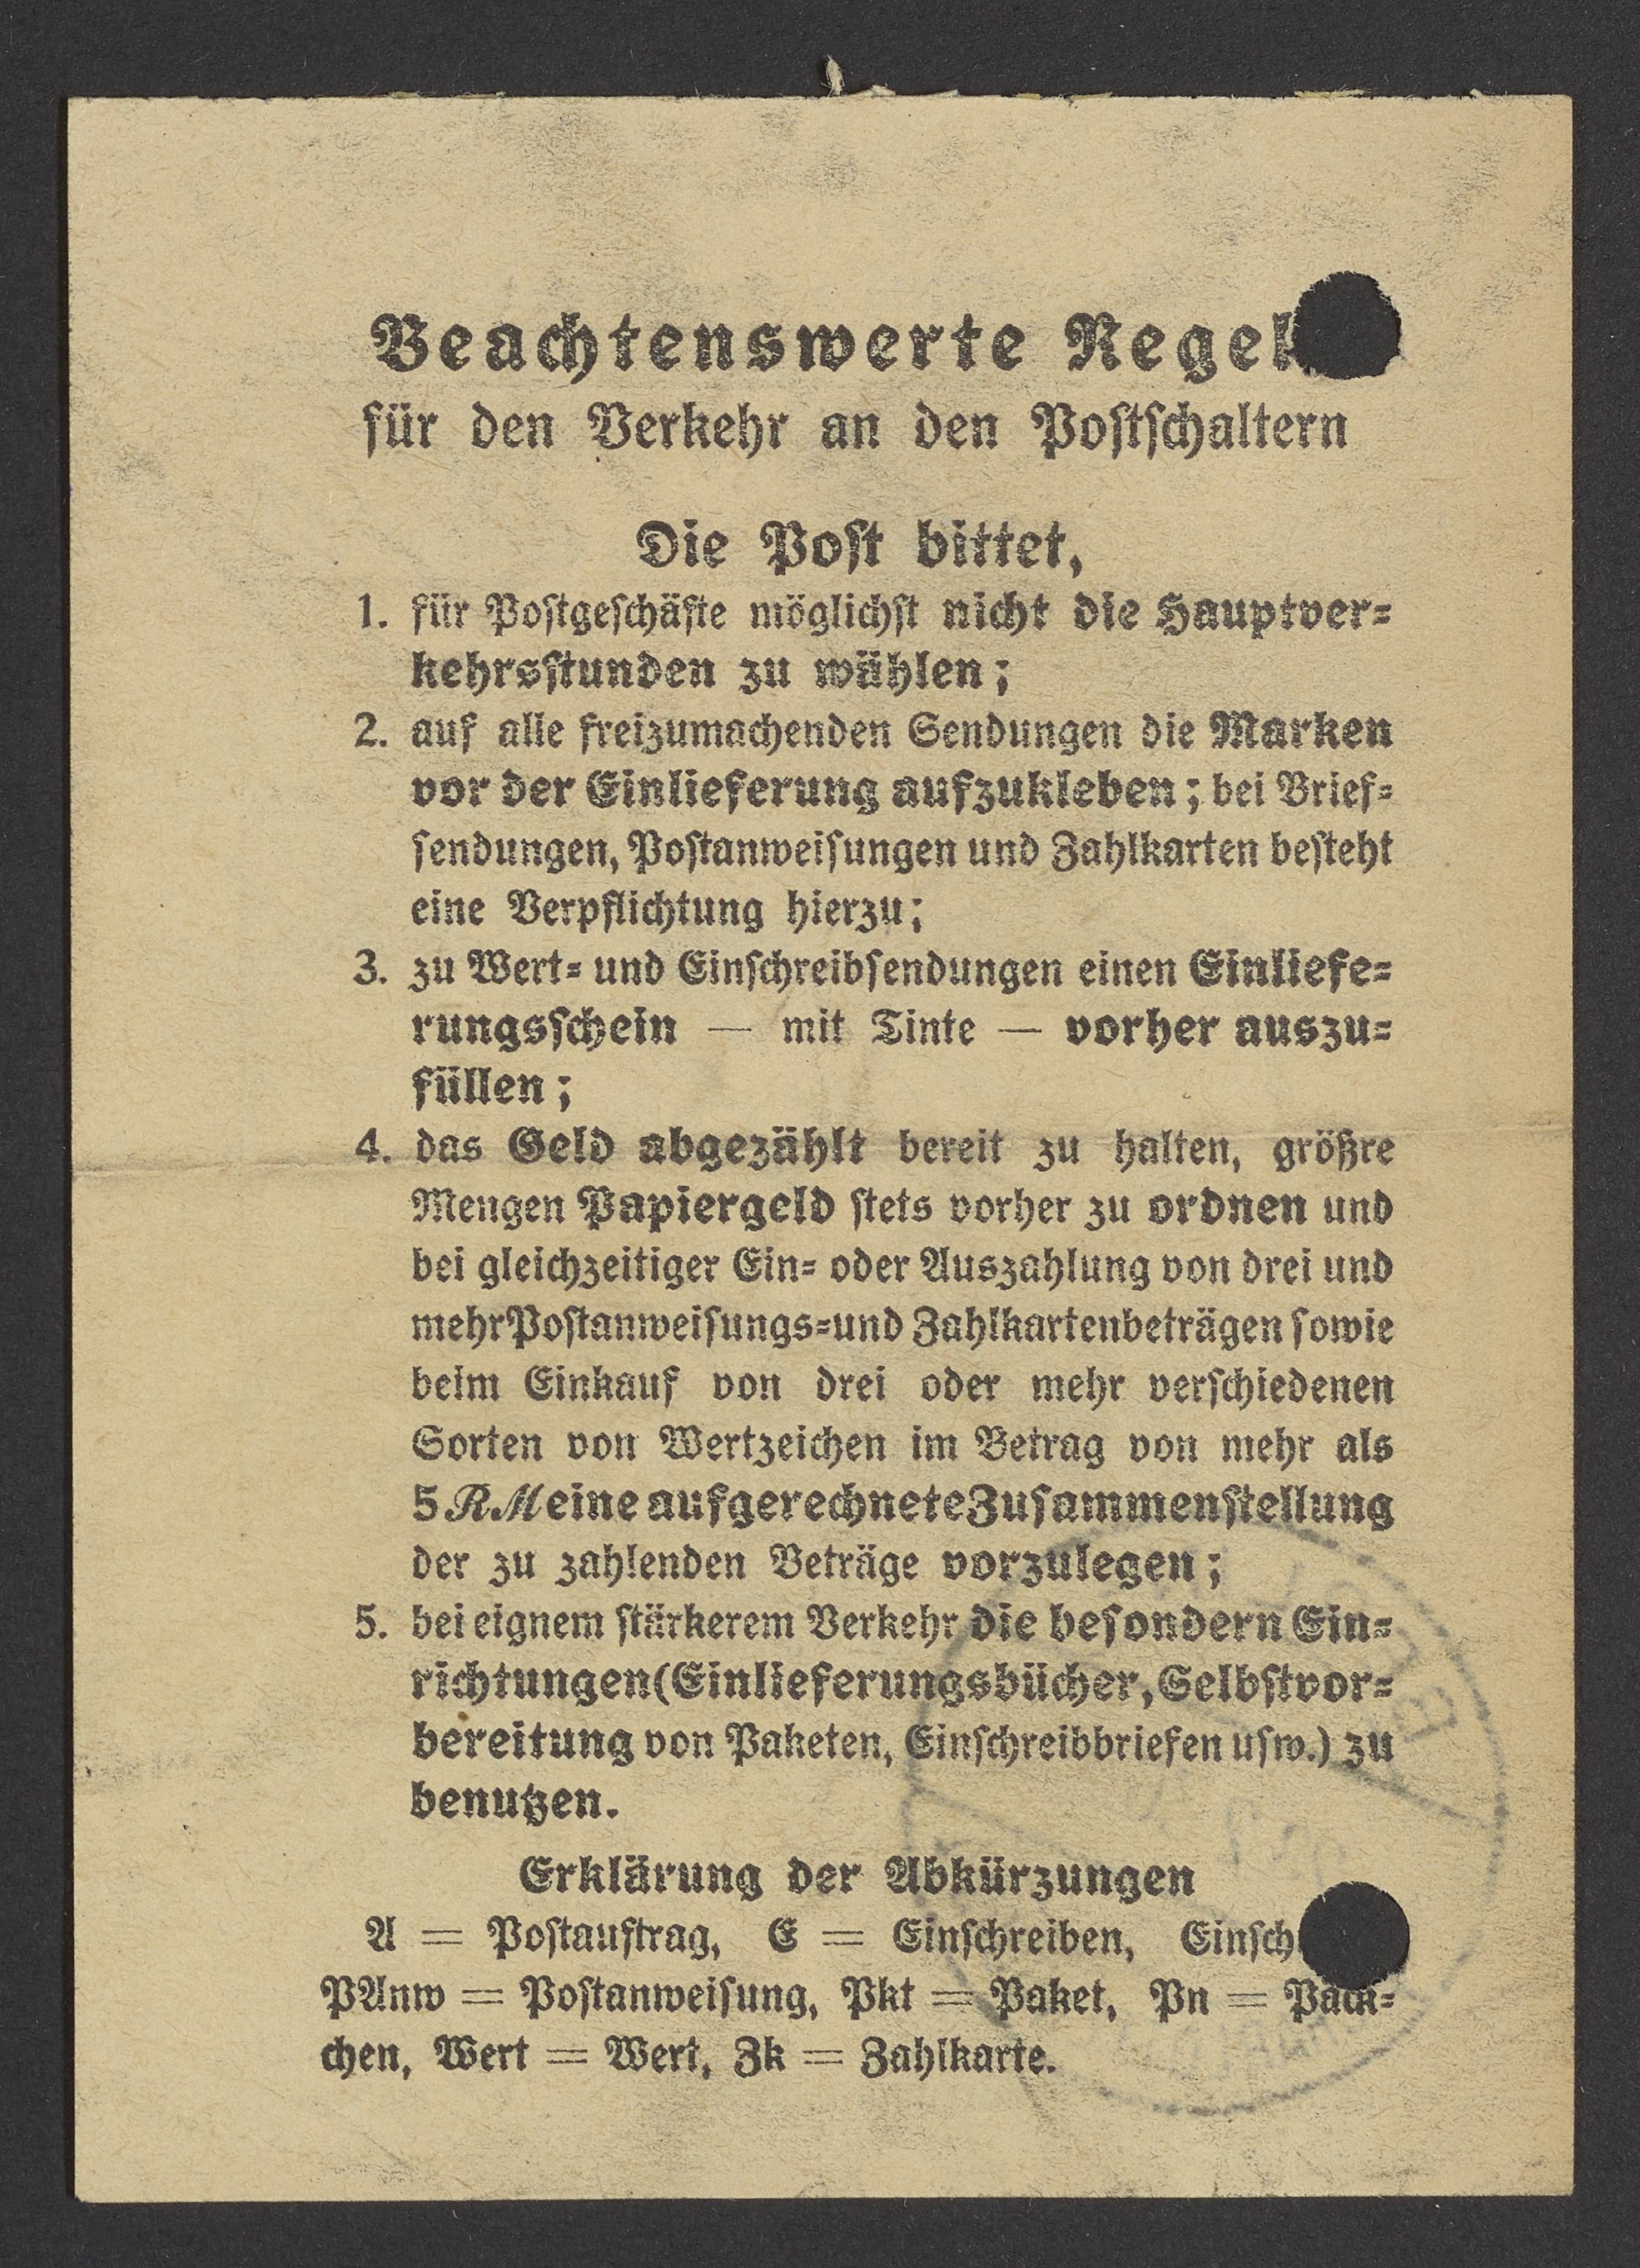 Beachtenswerte Regel
für den Verkehr an den Postschaltern
Die Post bittet,
1. für Postgeschäfte möglichst nicht die Hauptver-
kehrsstunden zu wählen;
2. auf alle freizumachenden Sendungen die Marken
vor der Einlieferung aufzukleben; bei Brief-
sendungen, Postanweisungen und Zahlkarten besteht
eine Verpflichtung hierzu;
3. zu Wert- und Einschreibsendungen einen Einliefe-
rungsschein — mit Tinte — vorher auszu-
füllen;
4. das Geld abgezählt bereit zu halten, größre
Mengen Papiergeld stets vorher zu ordnen und
bei gleichzeitiger Ein- oder Auszahlung von drei und
mehr Postanweisungs- und Zahlkartenbeträgen sowie
beim Einkauf von drei oder mehr verschiedenen
Sorten von Wertzeichen im Betrag von mehr als
5 RM eine aufgerechnete Zusammenstellung
der zu zahlenden Beträge vorzulegen;
5. bei eignem stärkerem Verkehr die besondern Ein-
richtungen (Einlieferungsbücher, Selbstvor-
bereitung von Paketen, Einschreibbriefen usw.) zu
benutzen.
Erklärung der Abkürzungen
A = Postauftrag, E = Einschreiben, Einsch
PAnw = Postanweisung, Pkt = Paket, Pn = Päck-
chen, Wert = Wert, Zk = Zahlkarte.